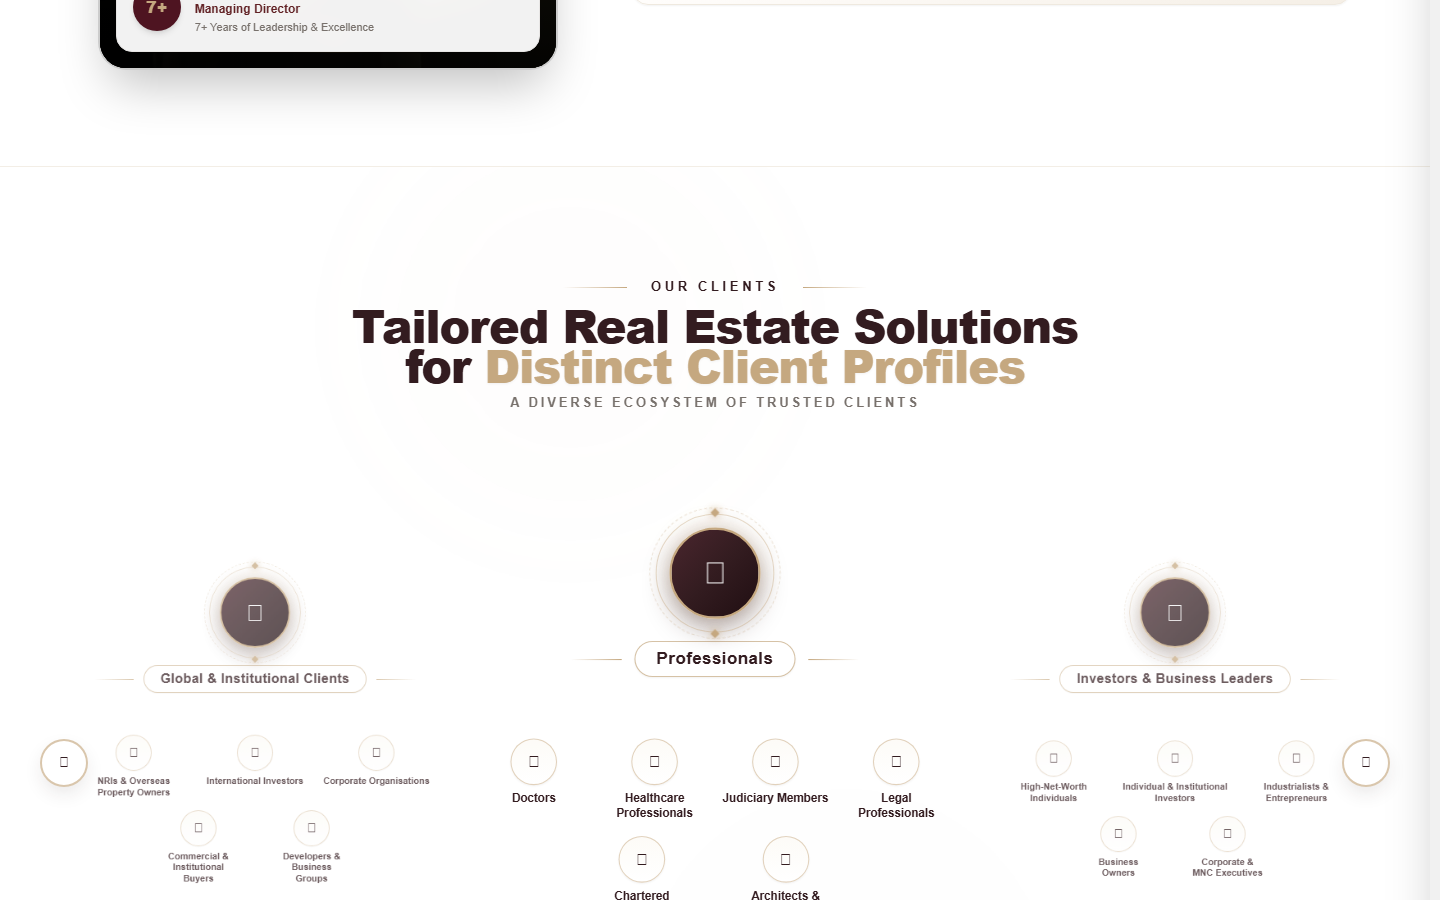 7+
Managing Director
7+ Years of Leadership & Excellence
OUR CLIENTS
Tailored Real Estate Solutions
for Distinct Client Profiles
A DIVERSE ECOSYSTEM OF TRUSTED CLIENTS
Global & Institutional Clients
NRIs & Overseas
Property Owners
International Investors
Corporate Organisations
Commercial &
Institutional
Buyers
Developers &
Business
Groups
Professionals
Doctors
Healthcare
Professionals
Judiciary Members
Legal
Professionals
Chartered
Architects &
Investors & Business Leaders
High-Net-Worth
Individuals
Individual & Institutional
Investors
Industrialists &
Entrepreneurs
Business
Owners
Corporate &
MNC Executives